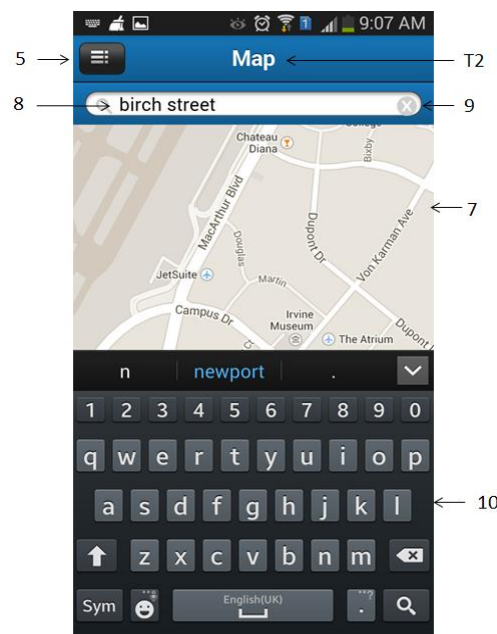 9:07 AM
5
Map
T2
8
birch street
9
Chateau
Diana
Bixby
MacArthur Blvd
7
Dupont Dr
Von Karman Ave
Douglas
JetSuite
Martin
Campus Dr
Irvine
Museum
The Atrium
Dupont
n newport .
1 2 3 4 5 6 7 8 9 0
q w e r t y u i o p
a s d f g h j k l
10
z x c v b n m
Sym English(UK) . ?